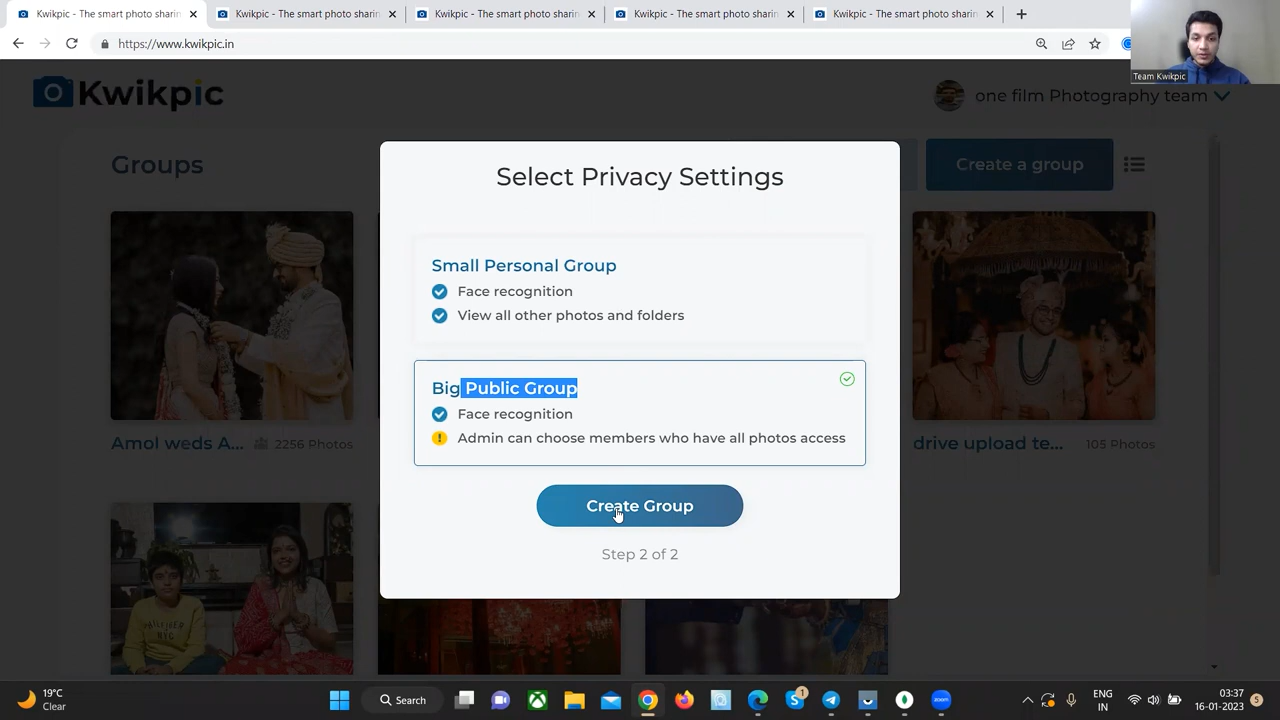 Kwikpic - The smart photo sharin
Kwikpic - The smart photo sharin
Kwikpic - The smart photo sharin
Kwikpic - The smart photo sharin
Kwikpic - The smart photo sharin
https://www.kwikpic.in
Team Kwikpic
Kwikpic
one film Photography team
Groups
Create a group
Select Privacy Settings
Small Personal Group
Face recognition
View all other photos and folders
Big Public Group
Face recognition
Admin can choose members who have all photos access
Create Group
Step 2 of 2
Amol weds A...
2256 Photos
drive upload te...
105 Photos
19°C
Clear
Search
1
ENG
IN
03:37
16-01-2023
5